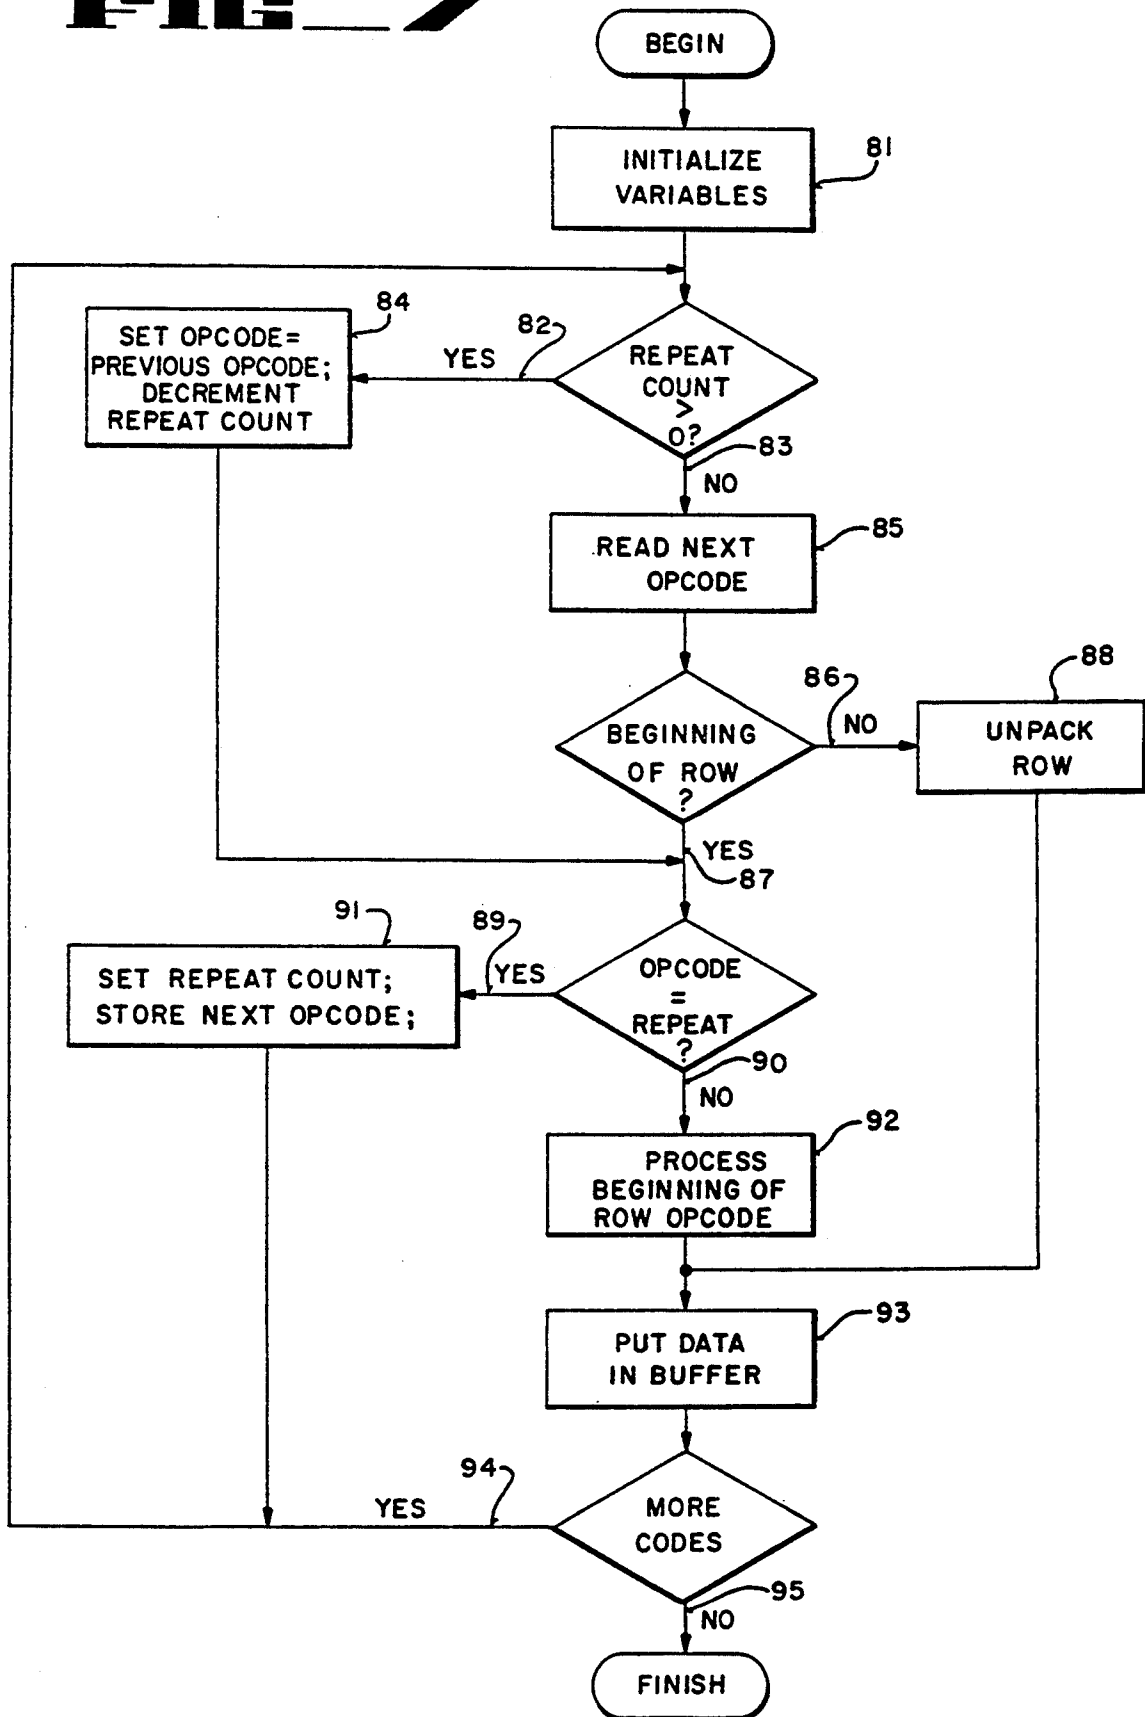 FIG_7
BEGIN
INITIALIZE
VARIABLES
81
84
SET OPCODE=
PREVIOUS OPCODE;
DECREMENT
REPEAT COUNT
YES
82
REPEAT
COUNT
>
0?
83
NO
READ NEXT
OPCODE
85
BEGINNING
OF ROW
?
86
NO
88
UNPACK
ROW
YES
87
91
SET REPEAT COUNT;
STORE NEXT OPCODE;
89
YES
OPCODE
=
REPEAT
?
90
NO
PROCESS
BEGINNING OF
ROW OPCODE
92
PUT DATA
IN BUFFER
93
94
YES
MORE
CODES
95
NO
FINISH